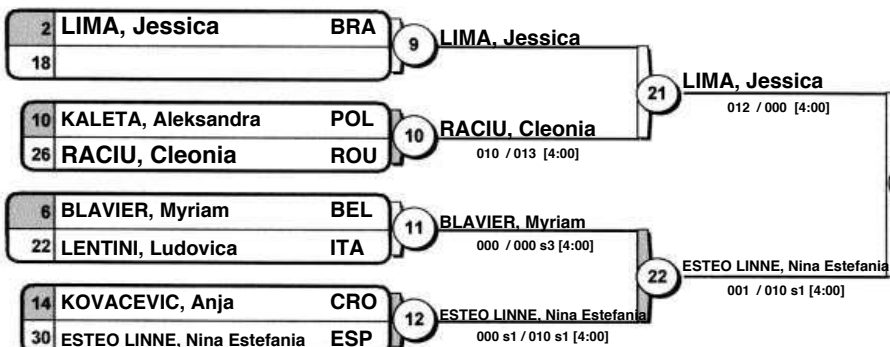 2 LIMA, Jessica BRA
18
9 LIMA, Jessica
10 KALETA, Aleksandra POL
26 RACIU, Cleonia ROU
10 RACIU, Cleonia
010 / 013 [4:00]
21 LIMA, Jessica
012 / 000 [4:00]
6 BLAVIER, Myriam BEL
22 LENTINI, Ludovica ITA
11 BLAVIER, Myriam
000 / 000 s3 [4:00]
14 KOVACEVIC, Anja CRO
30 ESTEO LINNE, Nina Estefania ESP
12 ESTEO LINNE, Nina Estefania
000 s1 / 010 s1 [4:00]
22 ESTEO LINNE, Nina Estefania
001 / 010 s1 [4:00]